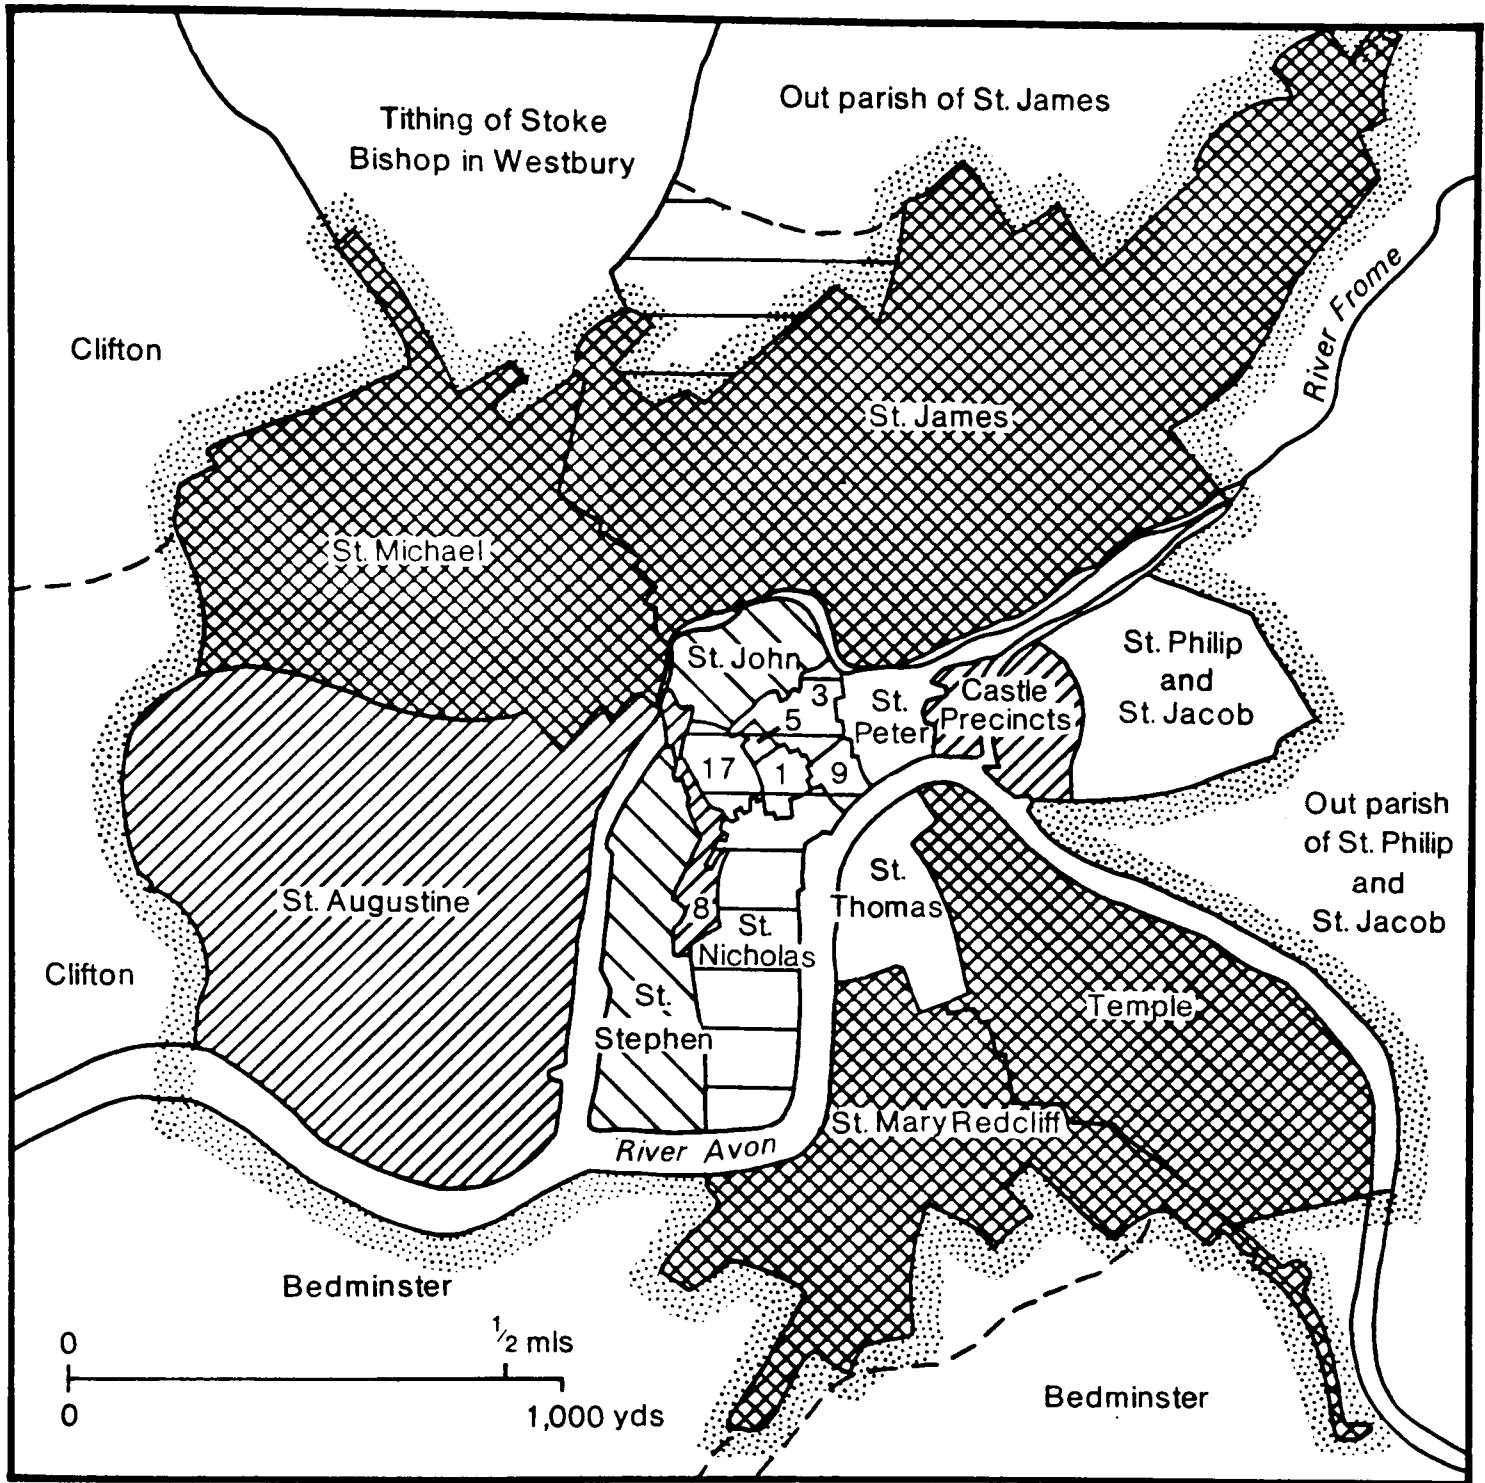 Out parish of St. James
Tithing of Stoke
Bishop in Westbury
River Frome
Clifton
St. James
St. Michael
St. John
St. Philip
and
St. Jacob
3
St.
Peter
Castle
Precincts
5
17
1
9
Out parish
of St. Philip
and
St. Jacob
St.
Thomas
St. Augustine
8
St.
Nicholas
Clifton
St.
Stephen
Temple
St. Mary Redcliff
River Avon
Bedminster
0
½ mls
0
1,000 yds
Bedminster